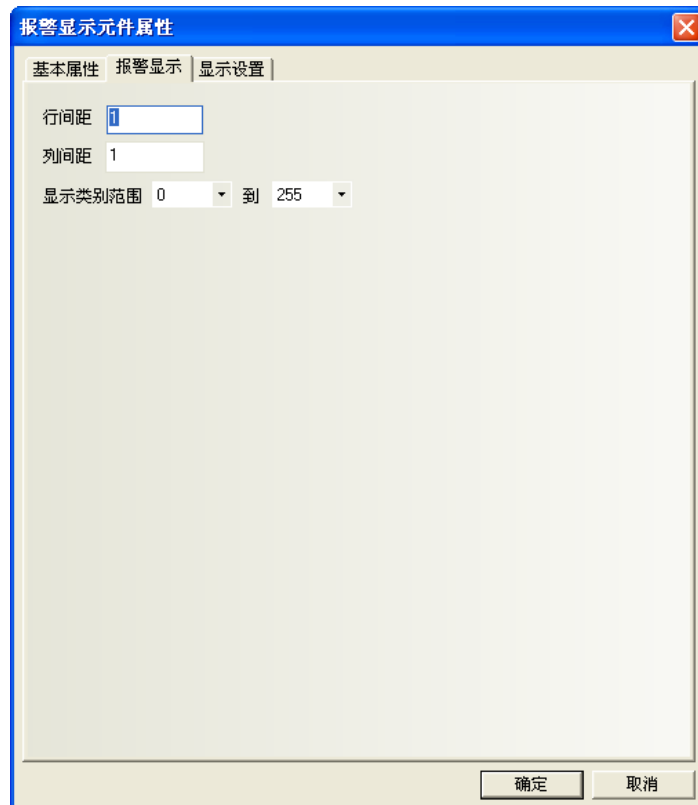 报警显示元件属性
基本属性 报警显示 显示设置
行间距 1
列间距 1
显示类别范围 0 到 255
确定 取消